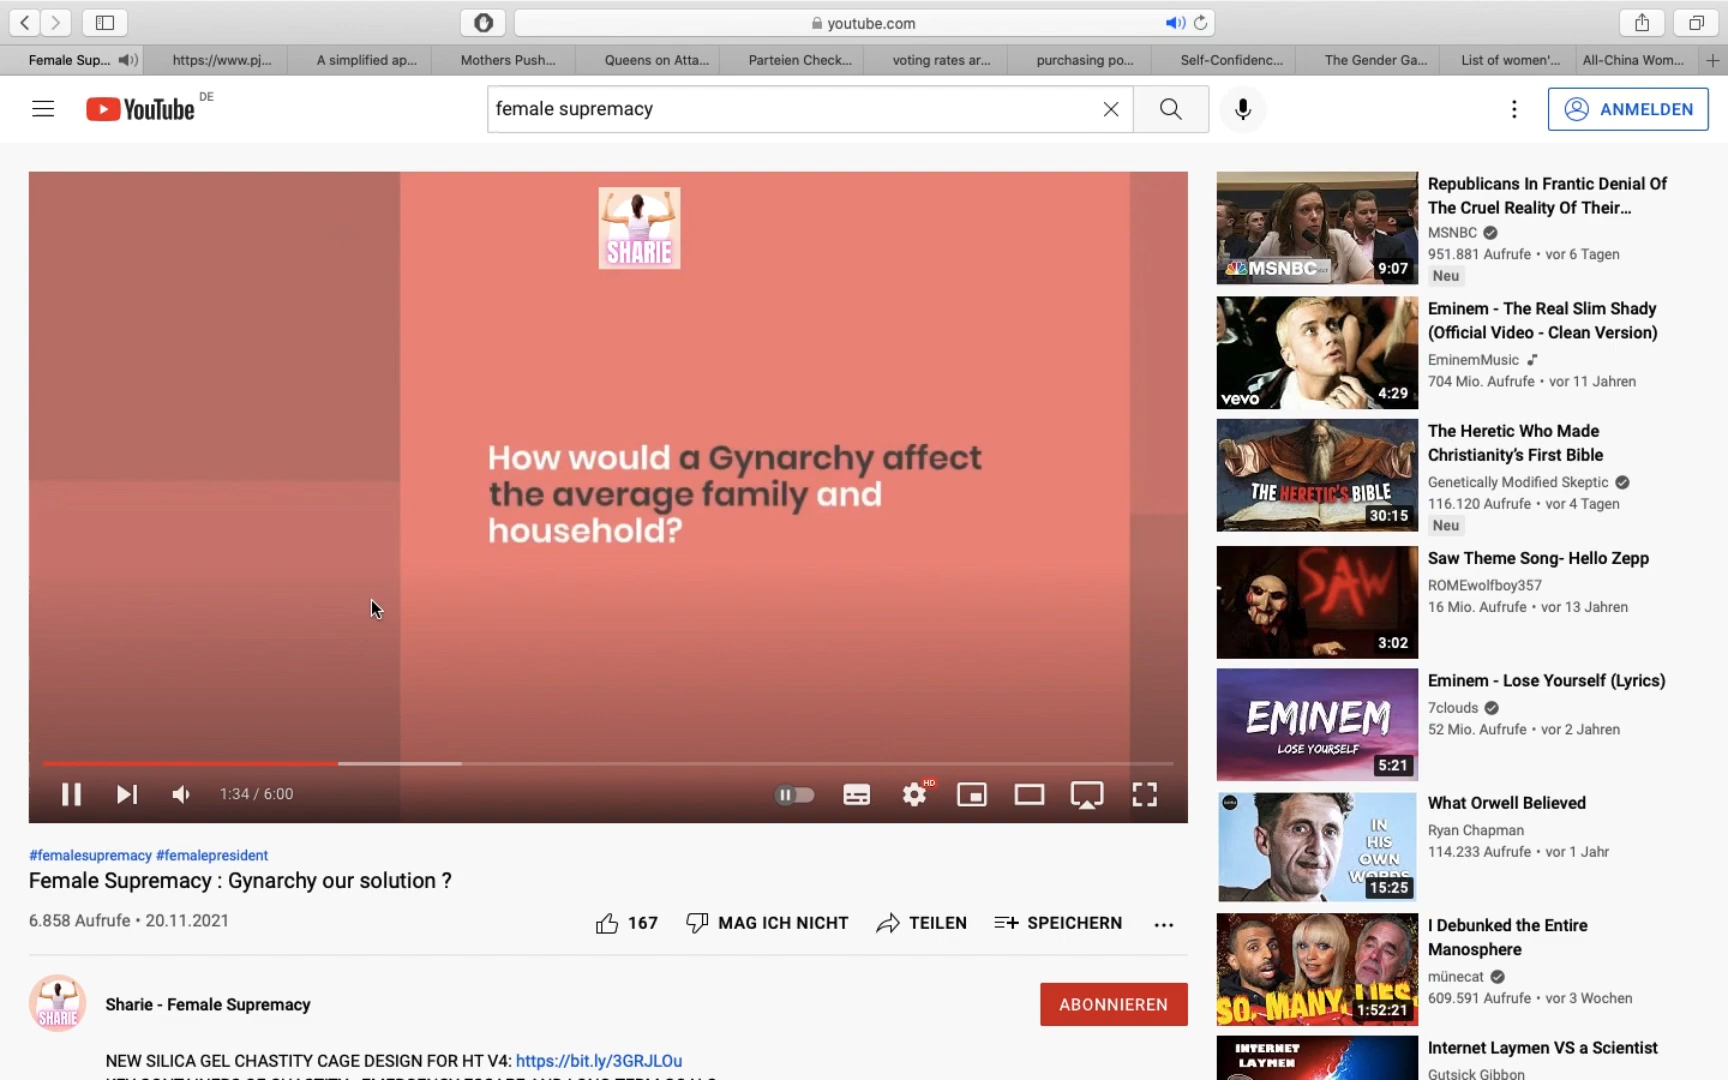 youtube.com
Female Sup...
https://www.pj...
A simplified ap...
Mothers Push...
Queens on Atta...
Parteien Check...
voting rates ar...
purchasing po...
Self-Confidenc...
The Gender Ga...
List of women'...
All-China Wom...
YouTube DE
female supremacy
ANMELDEN
SHARIE
How would a Gynarchy affect
the average family and
household?
1:34 / 6:00
HD
#femalesupremacy #femalepresident
Female Supremacy : Gynarchy our solution ?
6.858 Aufrufe • 20.11.2021
167
MAG ICH NICHT
TEILEN
SPEICHERN
SHARIE
Sharie - Female Supremacy
ABONNIEREN
NEW SILICA GEL CHASTITY CAGE DESIGN FOR HT V4: https://bit.ly/3GRJLOu
MSNBC
9:07
Republicans In Frantic Denial Of
The Cruel Reality Of Their...
MSNBC
951.881 Aufrufe • vor 6 Tagen
Neu
vevo
4:29
Eminem - The Real Slim Shady
(Official Video - Clean Version)
EminemMusic
704 Mio. Aufrufe • vor 11 Jahren
THE HERETIC'S BIBLE
30:15
The Heretic Who Made
Christianity's First Bible
Genetically Modified Skeptic
116.120 Aufrufe • vor 4 Tagen
Neu
SAW
3:02
Saw Theme Song- Hello Zepp
ROMEwolfboy357
16 Mio. Aufrufe • vor 13 Jahren
EMINEM
LOSE YOURSELF
5:21
Eminem - Lose Yourself (Lyrics)
7clouds
52 Mio. Aufrufe • vor 2 Jahren
IN
HIS
OWN
WORDS
15:25
What Orwell Believed
Ryan Chapman
114.233 Aufrufe • vor 1 Jahr
SO MANY LIES
1:52:21
I Debunked the Entire
Manosphere
münecat
609.591 Aufrufe • vor 3 Wochen
INTERNET
LAYMEN
Internet Laymen VS a Scientist
Gutsick Gibbon